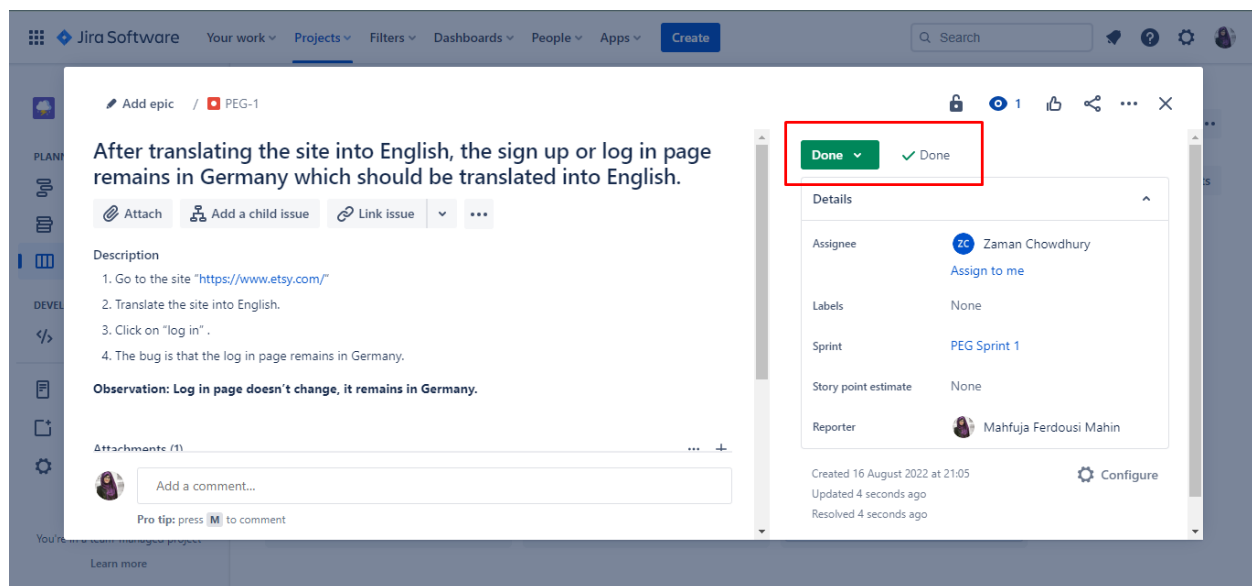 Jira Software Your work Projects Filters Dashboards People Apps Create Search
Add epic / PEG-1 1
After translating the site into English, the sign up or log in page
remains in Germany which should be translated into English.
Attach Add a child issue Link issue
Description
1. Go to the site "https://www.etsy.com/"
2. Translate the site into English.
3. Click on "log in" .
4. The bug is that the log in page remains in Germany.
Observation: Log in page doesn't change, it remains in Germany.
Attachments (1)
Add a comment...
Pro tip: press M to comment
Done Done
Details
Assignee ZC Zaman Chowdhury
Assign to me
Labels None
Sprint PEG Sprint 1
Story point estimate None
Reporter Mahfuja Ferdousi Mahin
Created 16 August 2022 at 21:05 Configure
Updated 4 seconds ago
Resolved 4 seconds ago
PLANN
DEVEL
You're in a team-managed project
Learn more